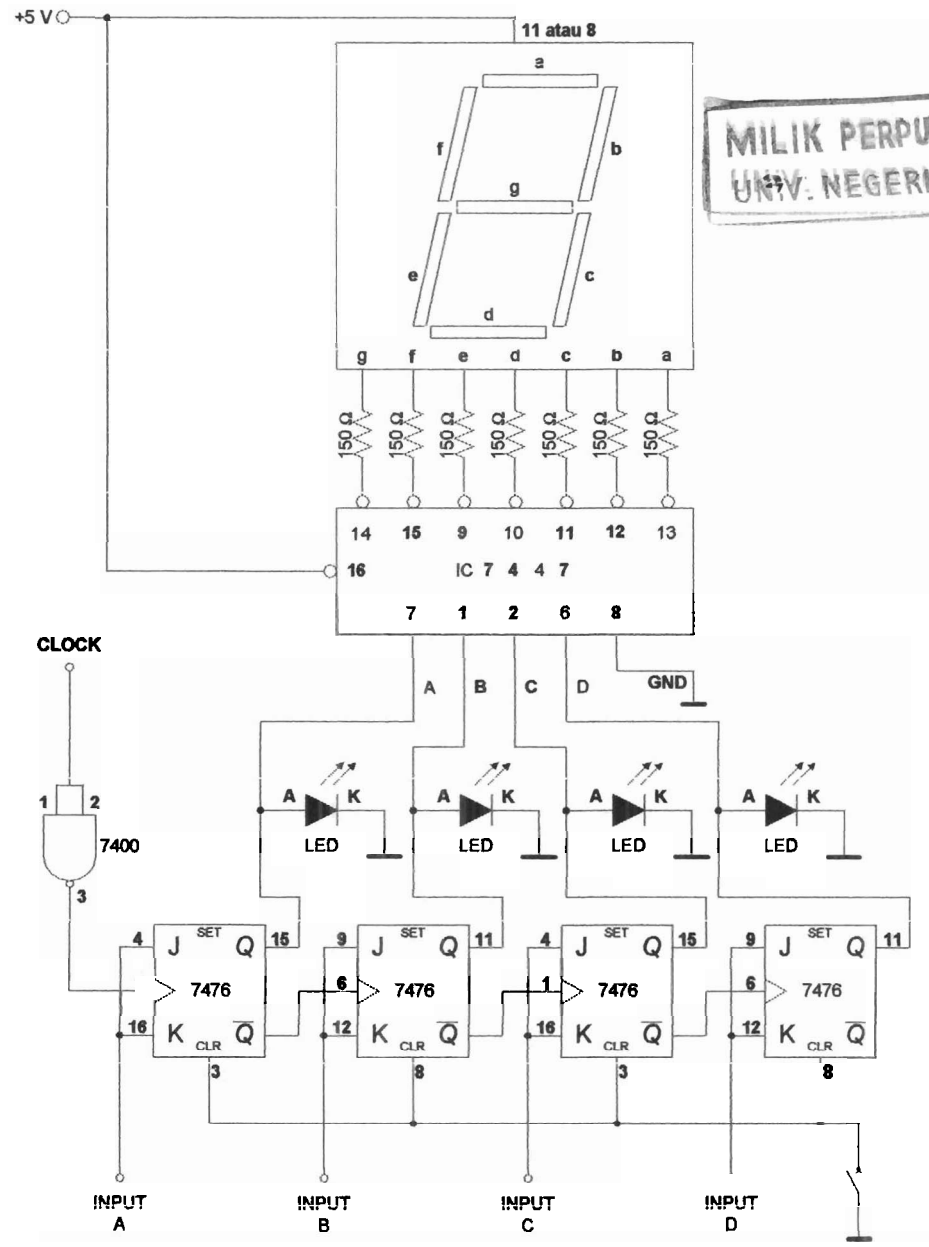 +5 V
11 atau 8
a
f b
g
e c
d
MILIK PERPU
UNIV. NEGERI
g f e d c b a
150 Ω 150 Ω 150 Ω 150 Ω 150 Ω 150 Ω 150 Ω
14 15 9 10 11 12 13
16 IC 7 4 4 7
7 1 2 6 8
CLOCK
A B C D GND
1 2
7400
3
A K A K A K A K
LED LED LED LED
4 J SET Q 15 9 J SET Q 11 4 J SET Q 15 9 J SET Q 11
7476 6 7476 1 7476 6 7476
16 K CLR Q 12 K CLR Q 16 K CLR Q 12 K CLR Q
3 8 3 8
INPUT INPUT INPUT INPUT
A B C D